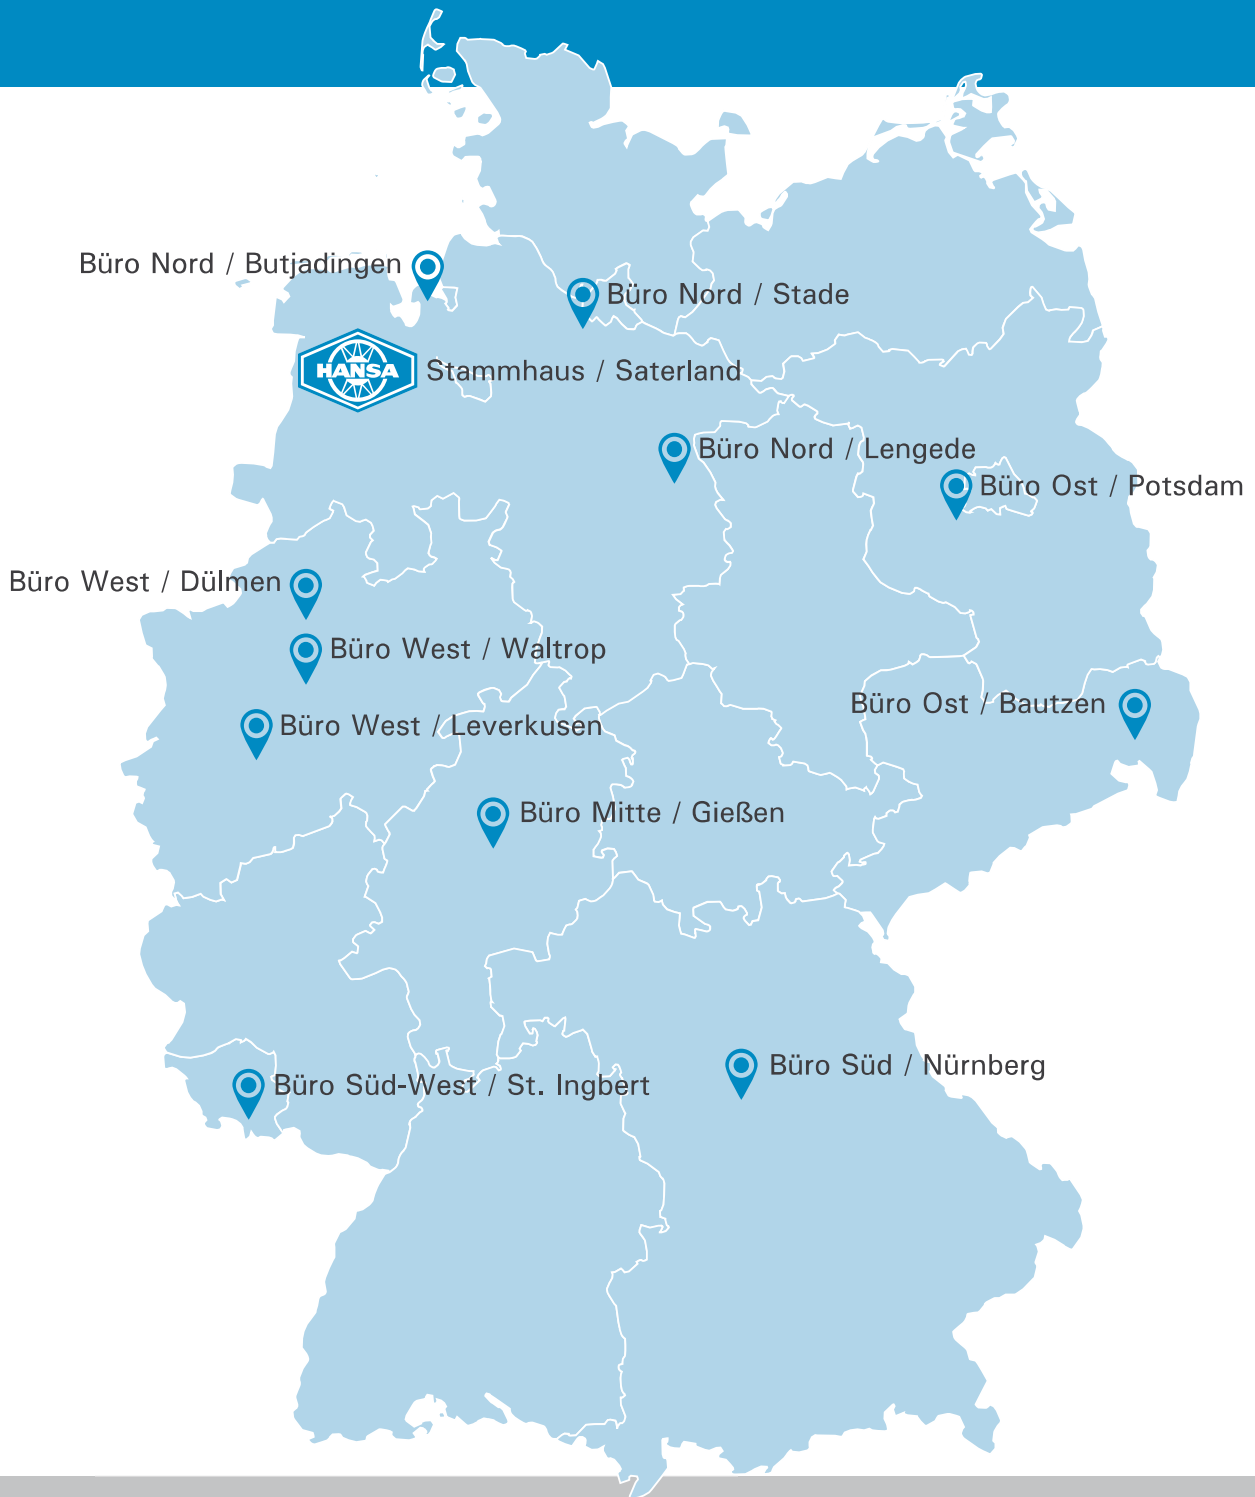 Büro Nord / Butjadingen
Büro Nord / Stade
HANSA
Stammhaus / Saterland
Büro Nord / Lengede
Büro Ost / Potsdam
Büro West / Dülmen
Büro West / Waltrop
Büro Ost / Bautzen
Büro West / Leverkusen
Büro Mitte / Gießen
Büro Süd / Nürnberg
Büro Süd-West / St. Ingbert